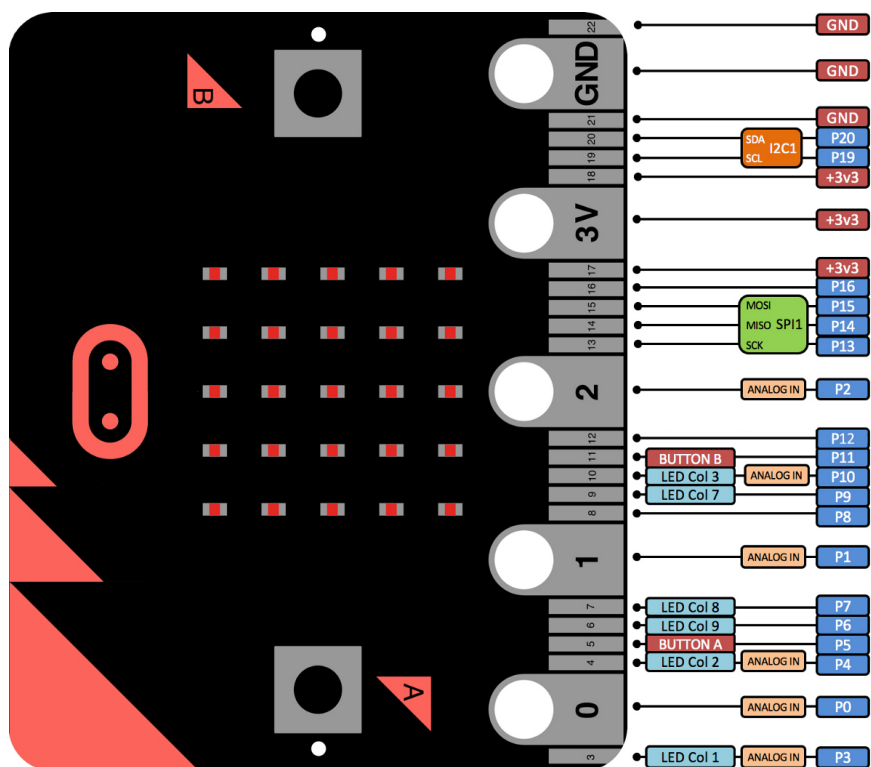 22 GND
GND GND
21 GND
20 SDA I2C1 P20
19 SCL P19
18 +3v3
3V +3v3
17 +3v3
16 P16
15 MOSI P15
14 MISO SPI1 P14
13 SCK P13
2 ANALOG IN P2
12 P12
11 BUTTON B P11
10 LED Col 3 ANALOG IN P10
9 LED Col 7 P9
8 P8
1 ANALOG IN P1
7 LED Col 8 P7
6 LED Col 9 P6
5 BUTTON A P5
4 LED Col 2 ANALOG IN P4
0 ANALOG IN P0
3 LED Col 1 ANALOG IN P3
B
A